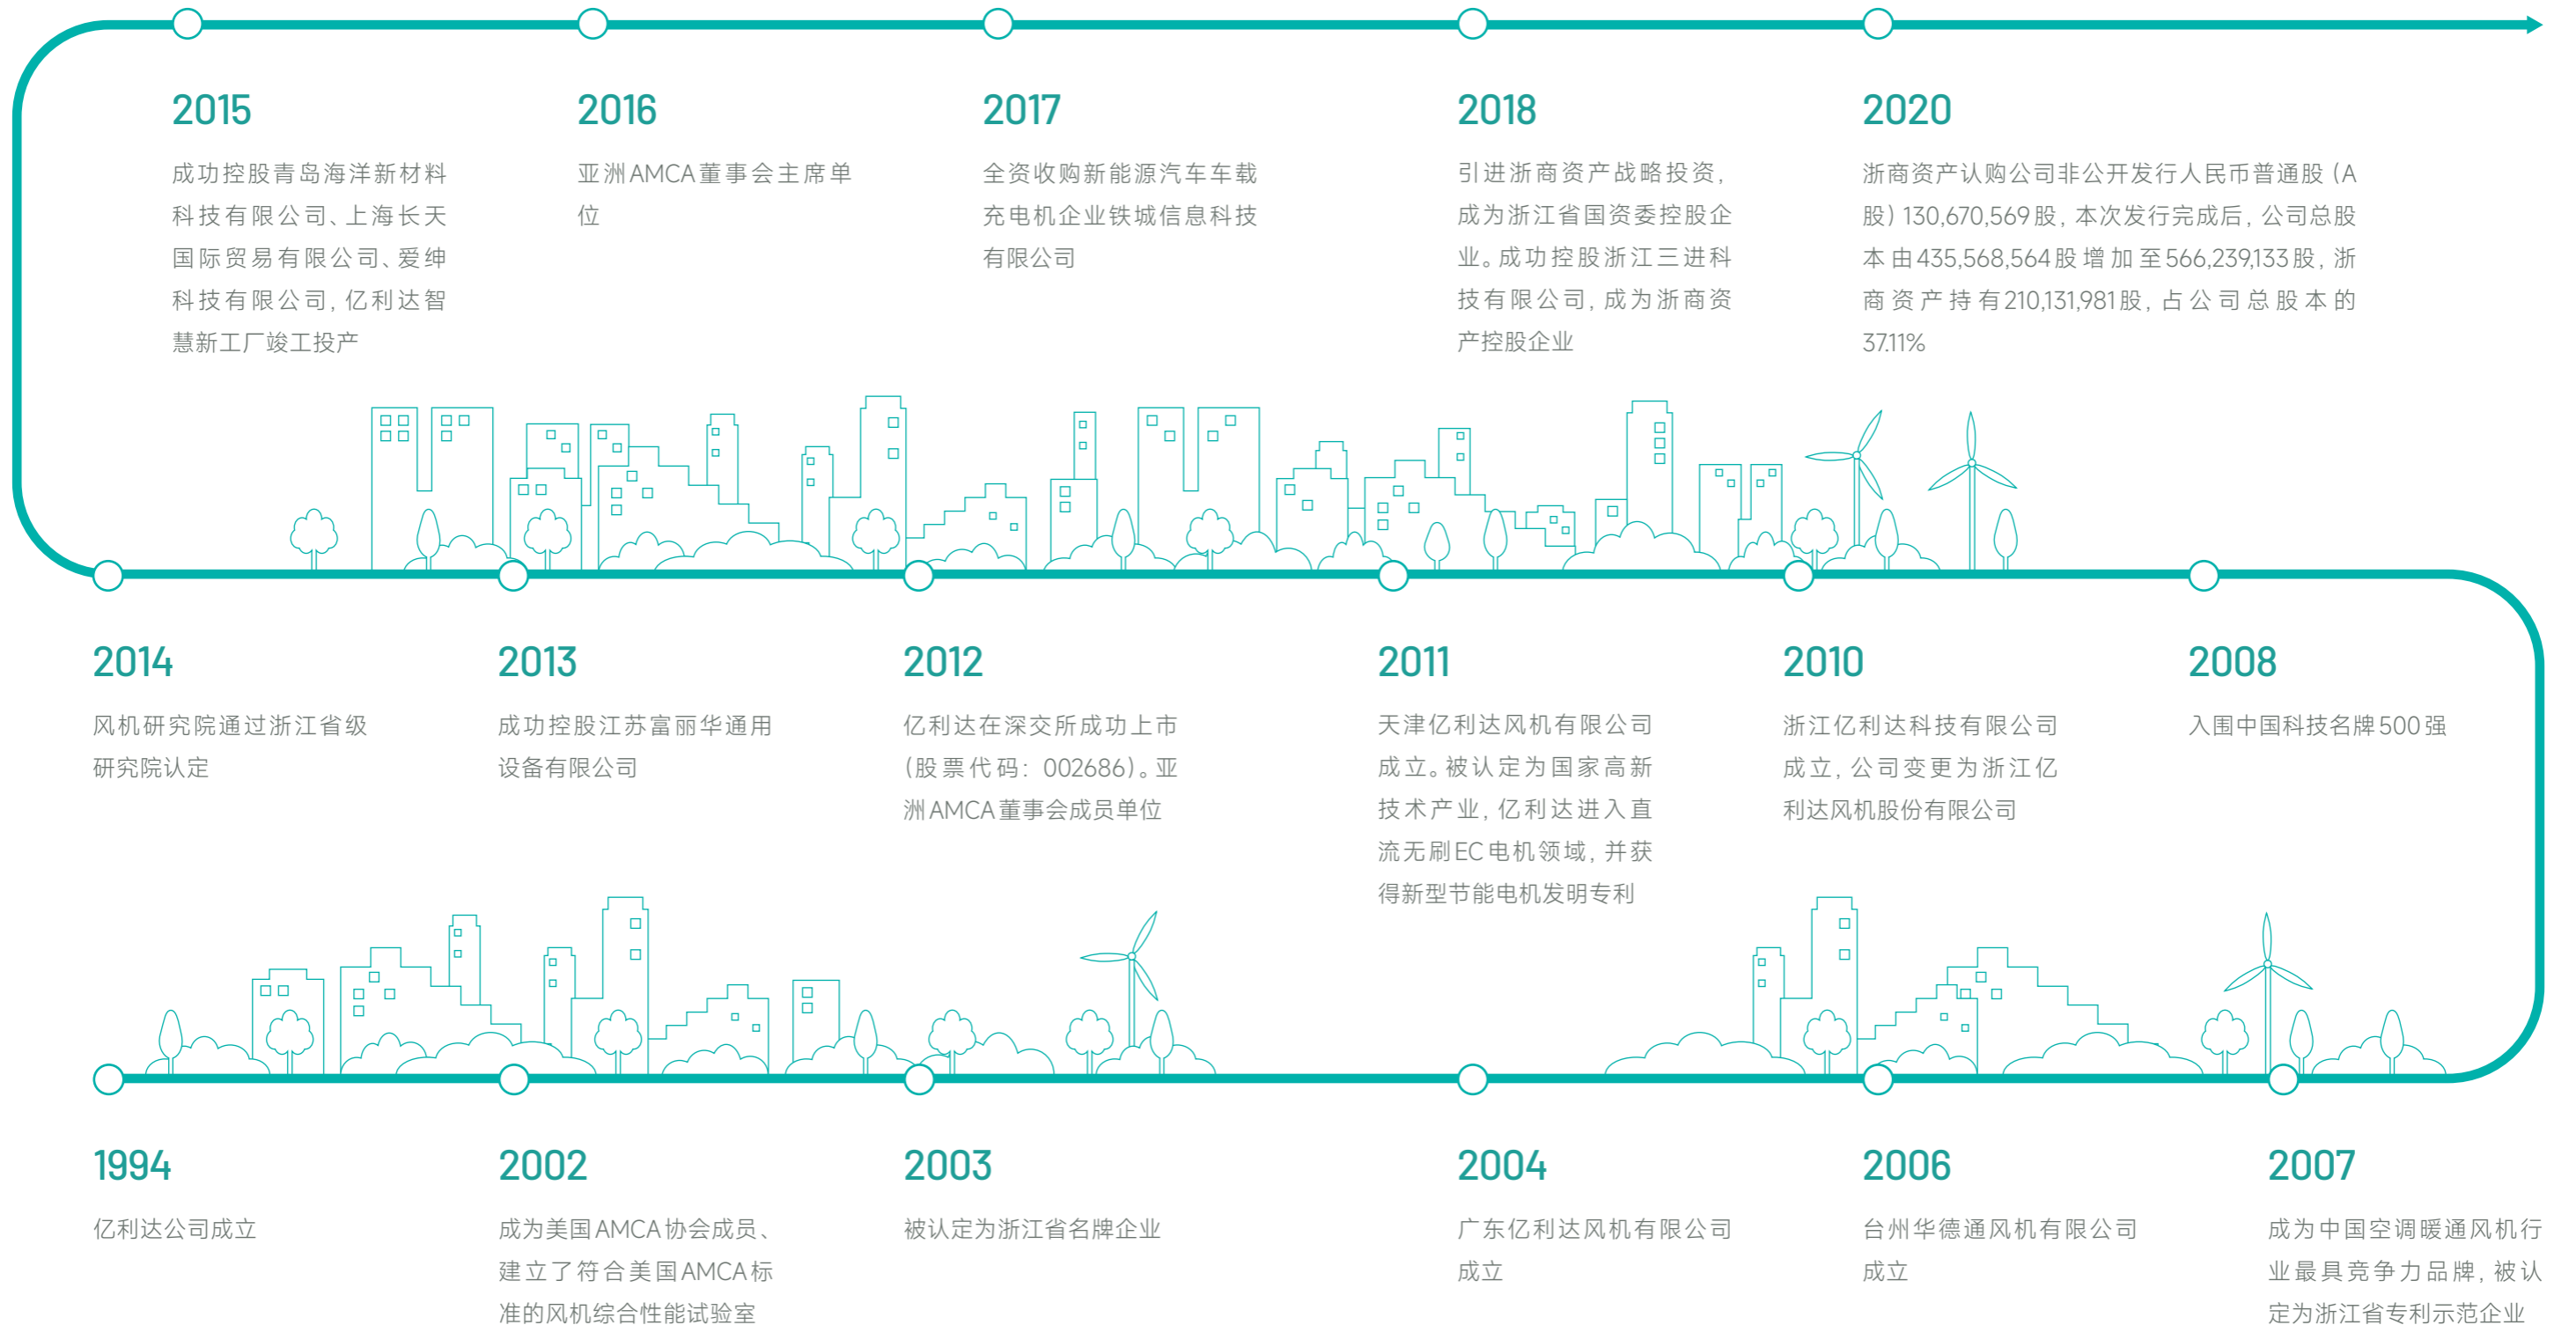 2015
成功控股青岛海洋新材料
科技有限公司、上海长天
国际贸易有限公司、爱绅
科技有限公司,亿利达智
慧新工厂竣工投产
2016
亚洲AMCA董事会主席单
位
2017
全资收购新能源汽车车载
充电机企业铁城信息科技
有限公司
2018
引进浙商资产战略投资,
成为浙江省国资委控股企
业。成功控股浙江三进科
技有限公司,成为浙商资
产控股企业
2020
浙商资产认购公司非公开发行人民币普通股(A
股)130,670,569股,本次发行完成后,公司总股
本由435,568,564股增加至566,239,133股,浙
商资产持有210,131,981股,占公司总股本的
37.11%
2014
风机研究院通过浙江省级
研究院认定
2013
成功控股江苏富丽华通用
设备有限公司
2012
亿利达在深交所成功上市
(股票代码:002686)。亚
洲AMCA董事会成员单位
2011
天津亿利达风机有限公司
成立。被认定为国家高新
技术产业,亿利达进入直
流无刷EC电机领域,并获
得新型节能电机发明专利
2010
浙江亿利达科技有限公司
成立,公司变更为浙江亿
利达风机股份有限公司
2008
入围中国科技名牌500强
1994
亿利达公司成立
2002
成为美国AMCA协会成员、
建立了符合美国AMCA标
准的风机综合性能试验室
2003
被认定为浙江省名牌企业
2004
广东亿利达风机有限公司
成立
2006
台州华德通风机有限公司
成立
2007
成为中国空调暖通风机行
业最具竞争力品牌,被认
定为浙江省专利示范企业